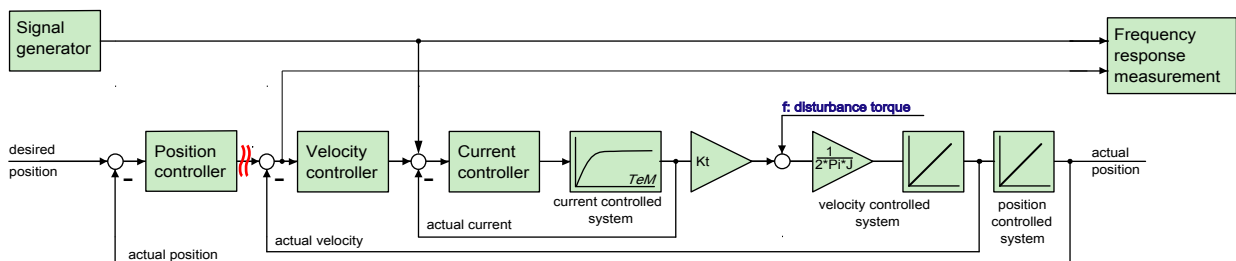 Signal
generator
Frequency
response
measurement
f: disturbance torque
desired
position
Position
controller
Velocity
controller
Current
controller
TeM
current controlled
system
Kt
1
2*Pi*J
velocity controlled
system
position
controlled
system
actual
position
actual current
actual velocity
actual position